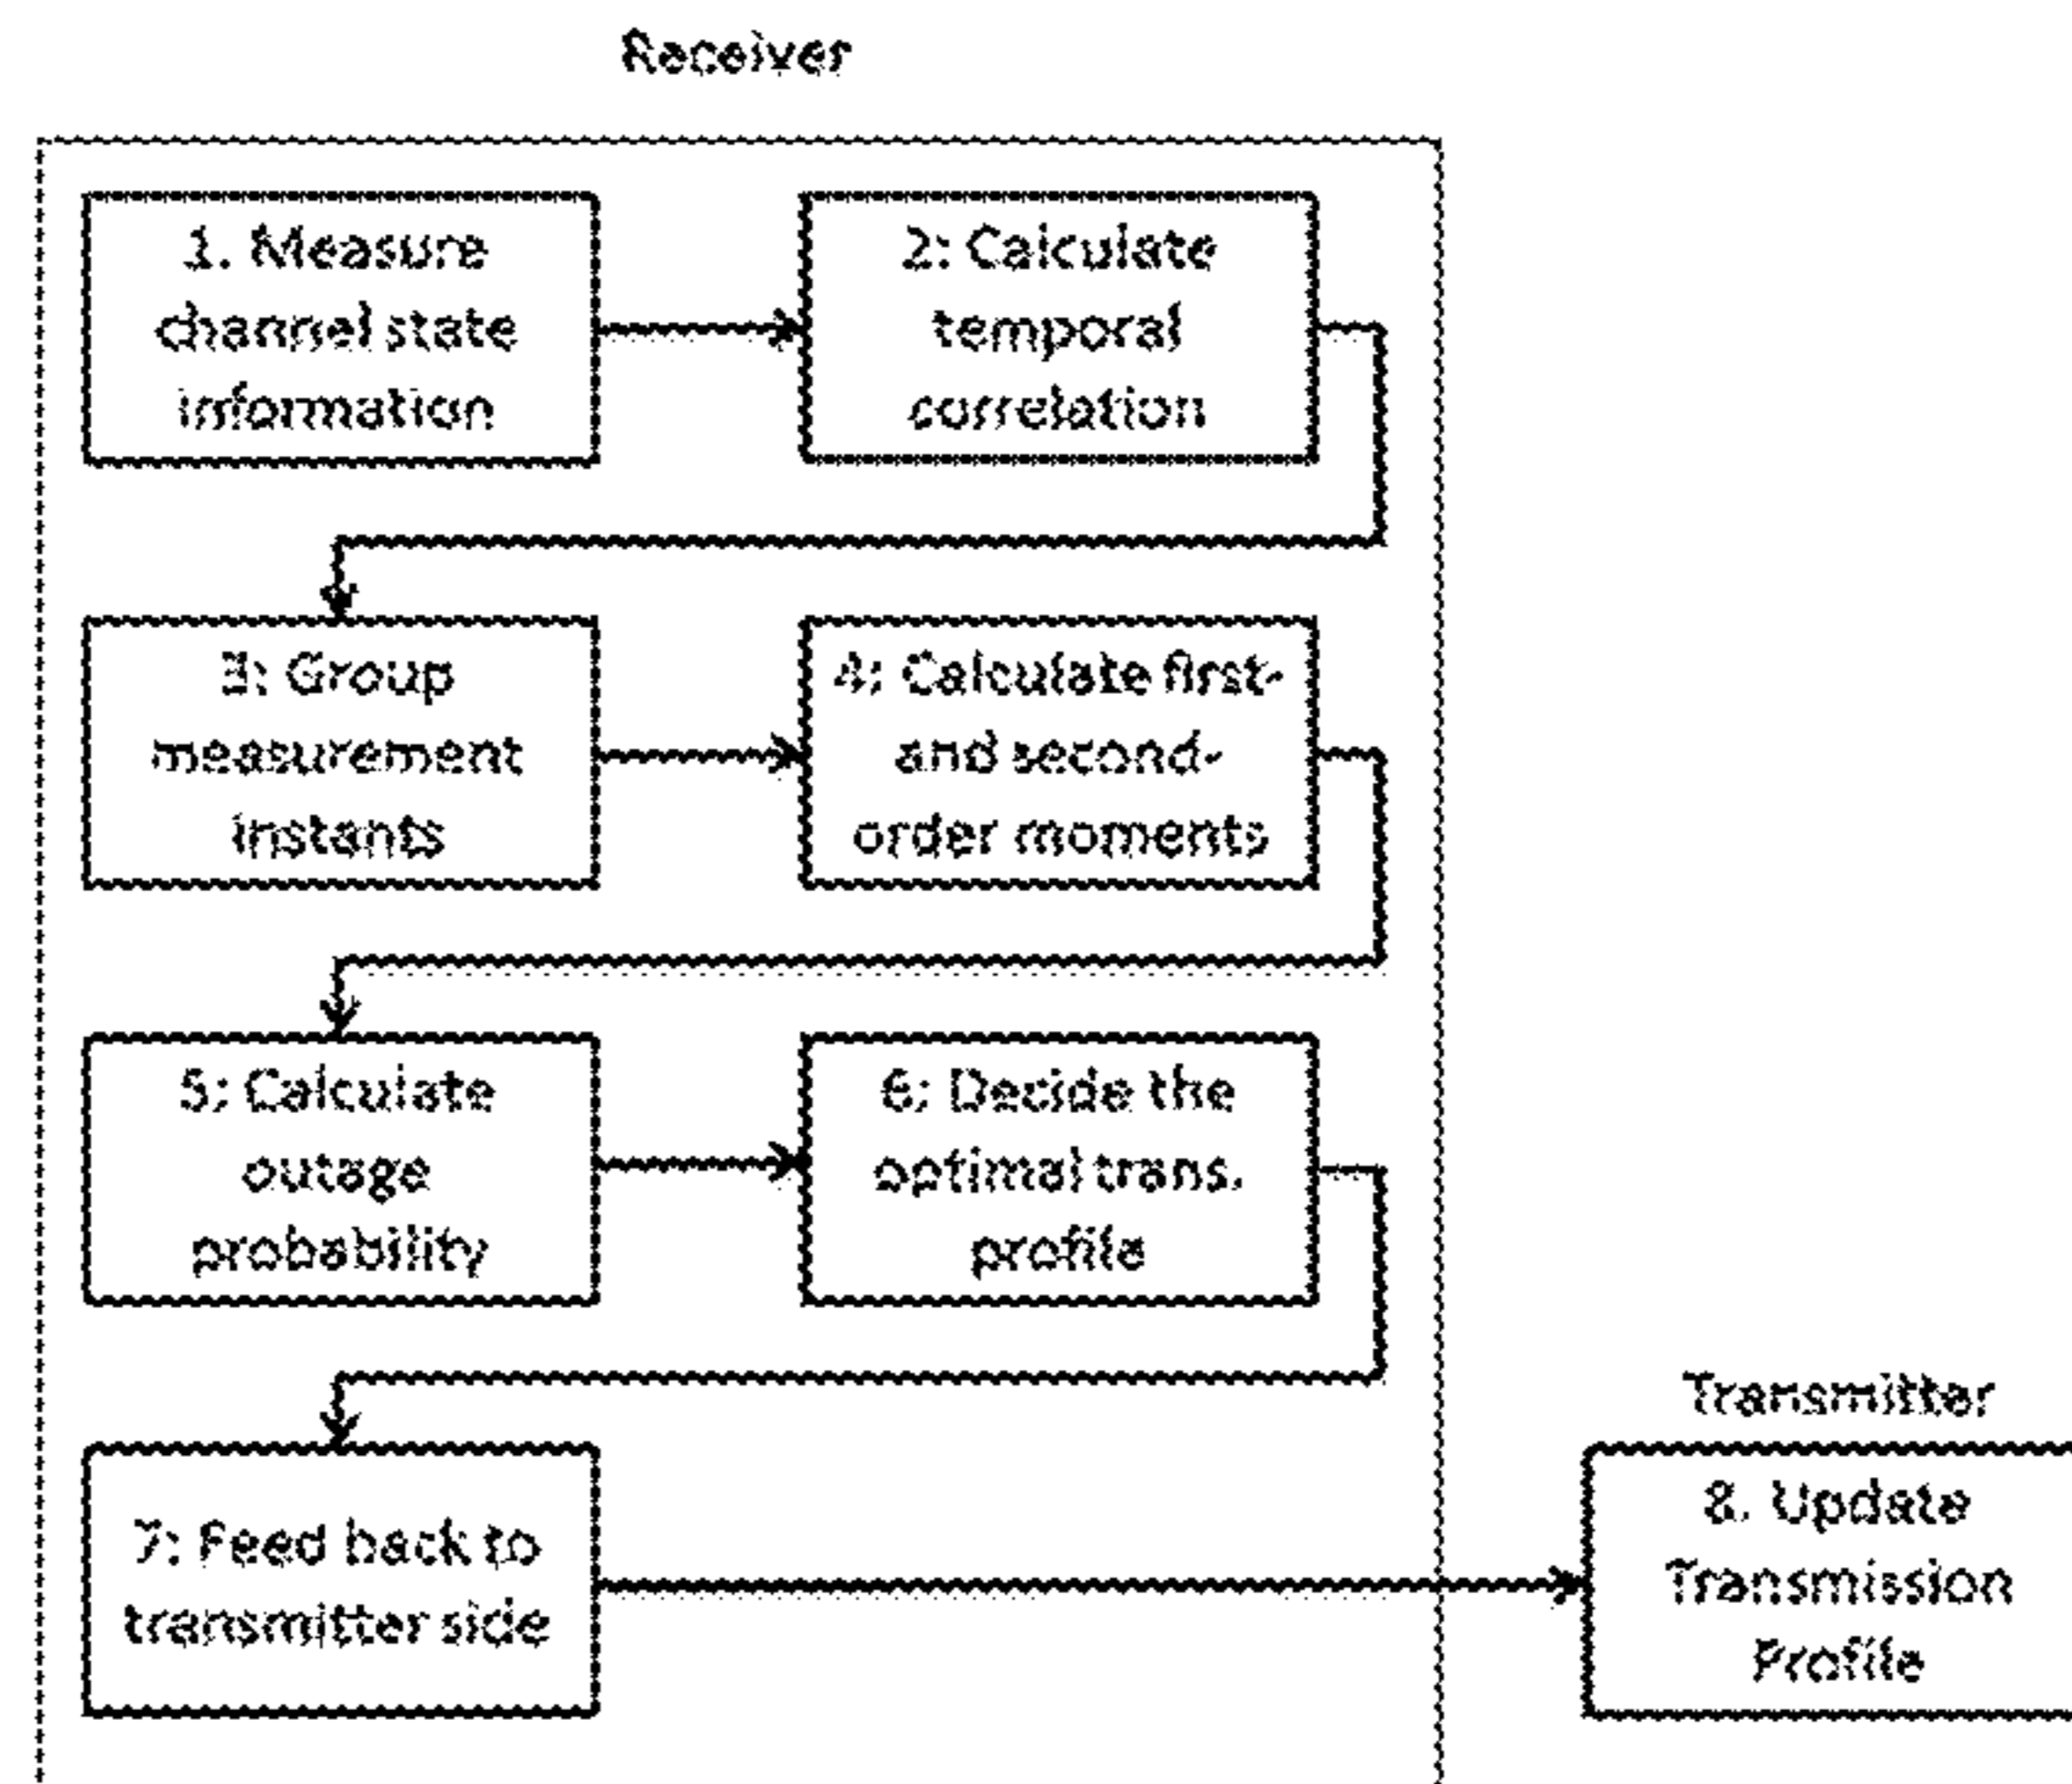 Receiver
1. Measure
channel state
information
2: Calculate
temporal
correlation
3: Group
measurement
instants
4: Calculate first-
and second-
order moments
5: Calculate
outage
probability
6: Decide the
optimal trans.
profile
7: Feed back to
transmitter side
Transmitter
8. Update
Transmission
Profile